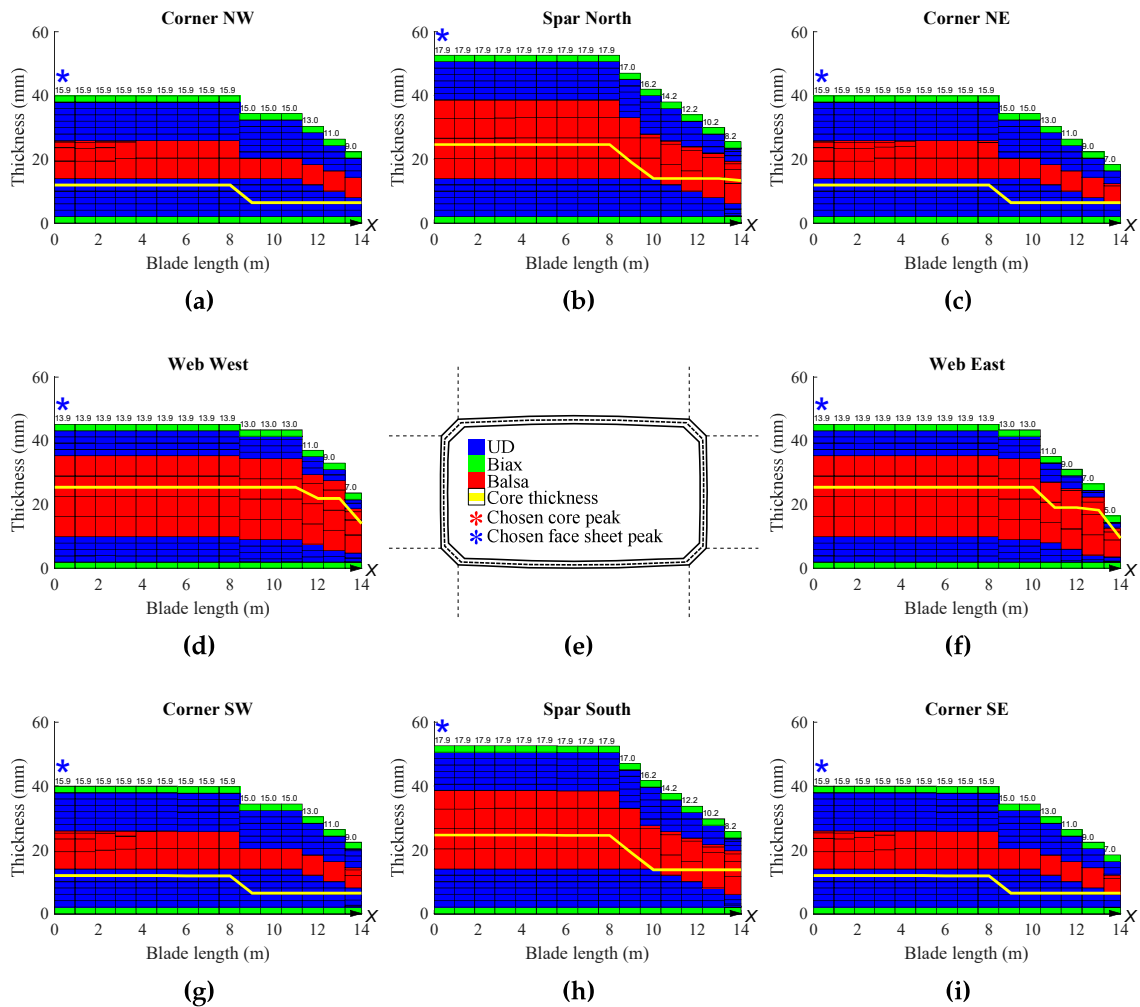 Corner NW
Thickness (mm)
60
40
20
0
15.9 15.9 15.9 15.9 15.9 15.9 15.9 15.9 15.9
15.0 15.0 15.0
13.0
11.0
9.0
0 2 4 6 8 10 12 14
X
Blade length (m)
(a)
Spar North
Thickness (mm)
60
40
20
0
17.9 17.9 17.9 17.9 17.9 17.9 17.9 17.9 17.9
17.0
16.2
14.2
12.2
10.2
8.2
0 2 4 6 8 10 12 14
X
Blade length (m)
(b)
Corner NE
Thickness (mm)
60
40
20
0
15.9 15.9 15.9 15.9 15.9 15.9 15.9 15.9 15.9
15.0 15.0
13.0
11.0
9.0
7.0
0 2 4 6 8 10 12 14
X
Blade length (m)
(c)
Web West
Thickness (mm)
60
40
20
0
13.9 13.9 13.9 13.9 13.9 13.9 13.9 13.9 13.9
13.0 13.0 13.0
11.0
9.0
7.0
0 2 4 6 8 10 12 14
X
Blade length (m)
(d)
UD
Biax
Balsa
Core thickness
Chosen core peak
Chosen face sheet peak
(e)
Web East
Thickness (mm)
60
40
20
0
13.9 13.9 13.9 13.9 13.9 13.9 13.9 13.9 13.9
13.0 13.0
11.0
9.0
7.0
5.0
0 2 4 6 8 10 12 14
X
Blade length (m)
(f)
Corner SW
Thickness (mm)
60
40
20
0
15.9 15.9 15.9 15.9 15.9 15.9 15.9 15.9 15.9
15.0 15.0 15.0
13.0
11.0
9.0
0 2 4 6 8 10 12 14
X
Blade length (m)
(g)
Spar South
Thickness (mm)
60
40
20
0
17.9 17.9 17.9 17.9 17.9 17.9 17.9 17.9 17.9
17.0
16.2
14.2
12.2
10.2
8.2
0 2 4 6 8 10 12 14
X
Blade length (m)
(h)
Corner SE
Thickness (mm)
60
40
20
0
15.9 15.9 15.9 15.9 15.9 15.9 15.9 15.9 15.9
15.0 15.0
13.0
11.0
9.0
7.0
0 2 4 6 8 10 12 14
X
Blade length (m)
(i)